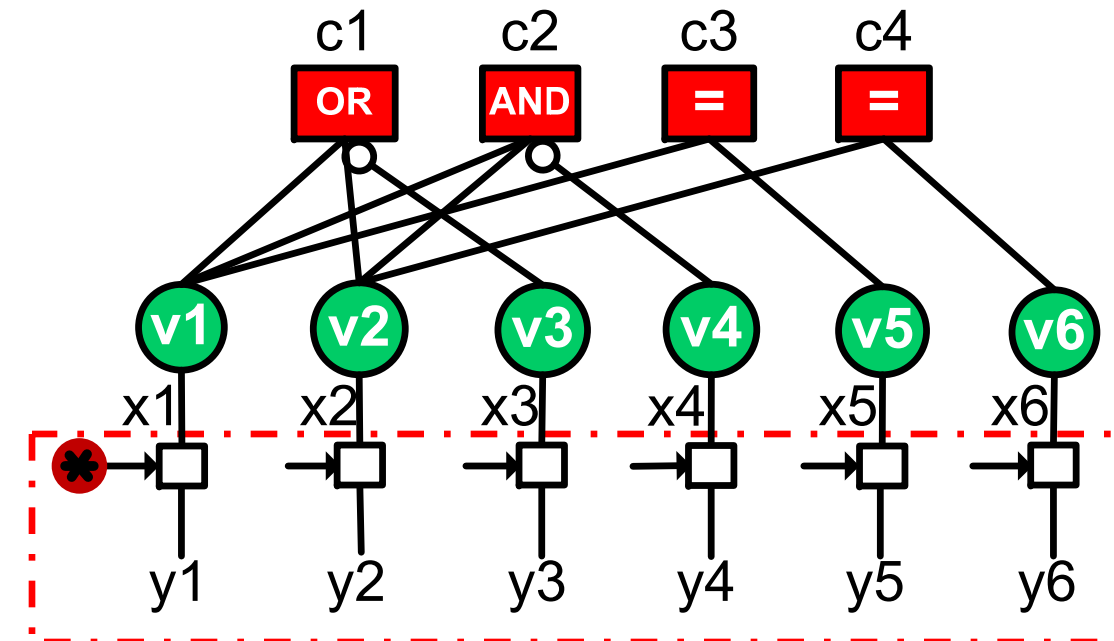 c1 c2 c3 c4
OR AND = =
v1 v2 v3 v4 v5 v6
x1 x2 x3 x4 x5 x6
y1 y2 y3 y4 y5 y6